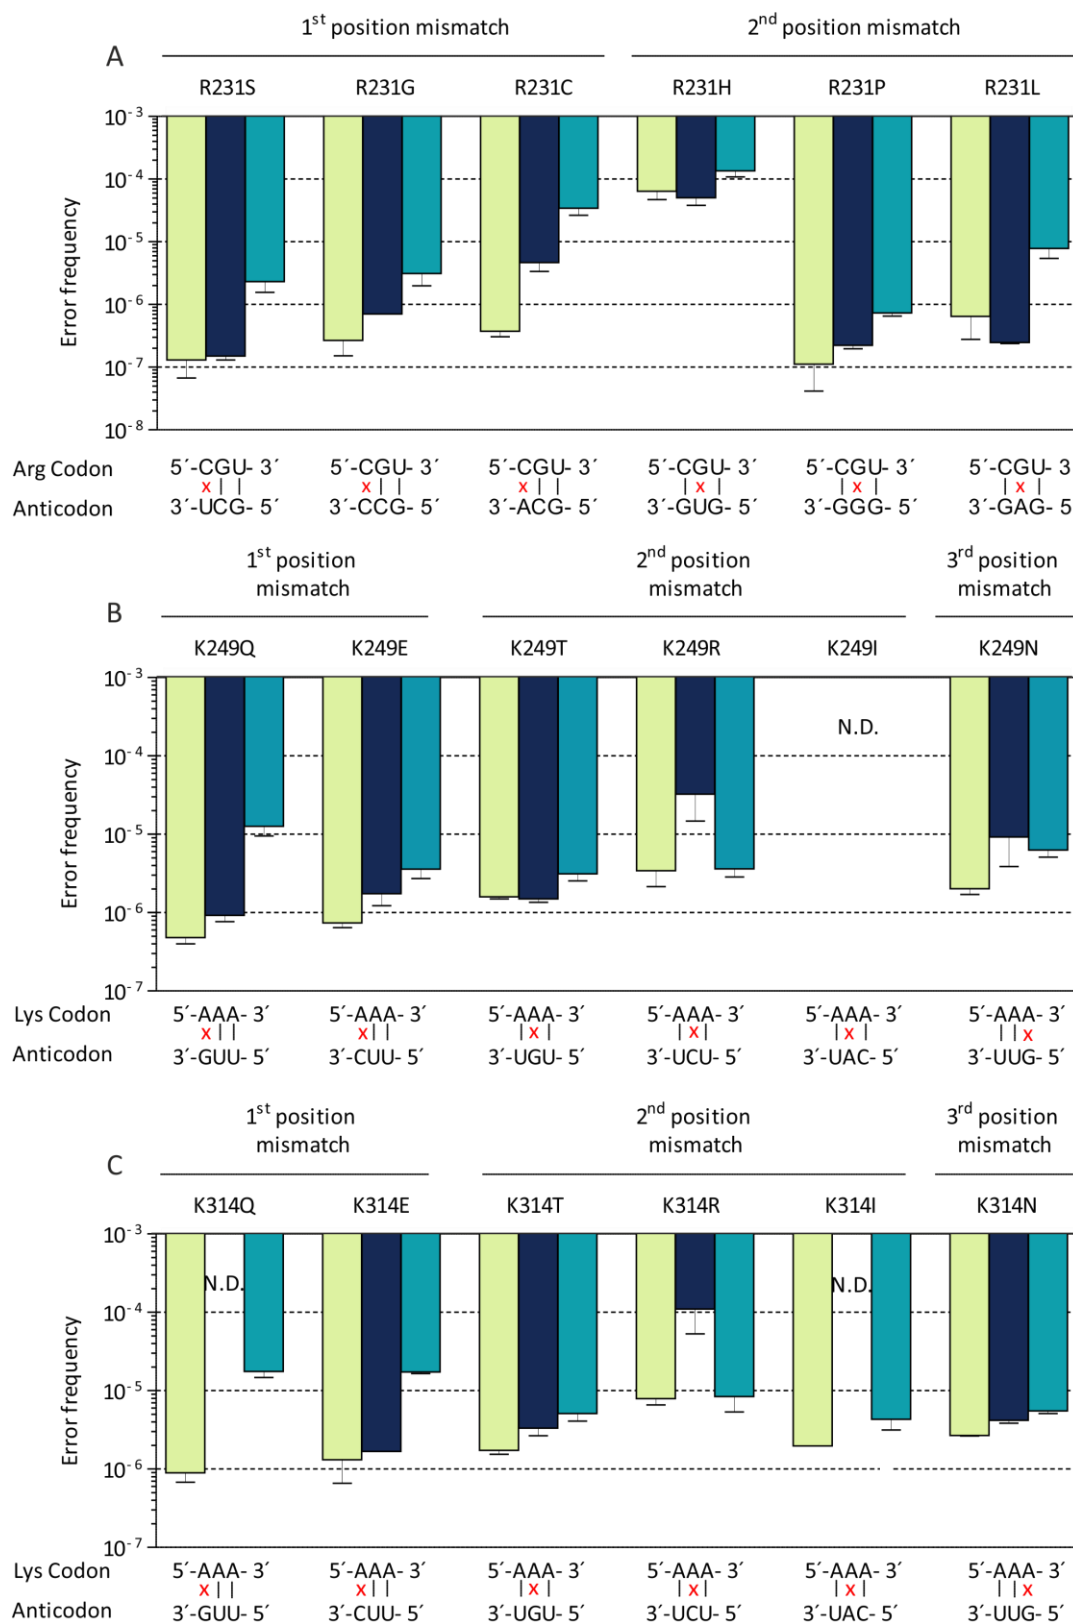 1st position mismatch 2nd position mismatch
A
R231S R231G R231C R231H R231P R231L
Error frequency
10-3
10-4
10-5
10-6
10-7
10-8
Arg Codon 5´-CGU- 3´ 5´-CGU- 3´ 5´-CGU- 3´ 5´-CGU- 3´ 5´-CGU- 3´ 5´-CGU- 3
x x x x x x
Anticodon 3´-UCG- 5´ 3´-CCG- 5´ 3´-ACG- 5´ 3´-GUG- 5´ 3´-GGG- 5´ 3´-GAG- 5
1st position mismatch 2nd position mismatch 3rd position mismatch
B
K249Q K249E K249T K249R K249I K249N
Error frequency
10-3
N.D.
10-4
10-5
10-6
10-7
Lys Codon 5´-AAA- 3´ 5´-AAA- 3´ 5´-AAA- 3´ 5´-AAA- 3´ 5´-AAA- 3´ 5´-AAA- 3´
x x x x x x
Anticodon 3´-GUU- 5´ 3´-CUU- 5´ 3´-UGU- 5´ 3´-UCU- 5´ 3´-UAC- 5´ 3´-UUG- 5´
1st position mismatch 2nd position mismatch 3rd position mismatch
C
K314Q K314E K314T K314R K314I K314N
Error frequency
10-3
N.D. N.D.
10-4
10-5
10-6
10-7
Lys Codon 5´-AAA- 3´ 5´-AAA- 3´ 5´-AAA- 3´ 5´-AAA- 3´ 5´-AAA- 3´ 5´-AAA- 3´
x x x x x x
Anticodon 3´-GUU- 5´ 3´-CUU- 5´ 3´-UGU- 5´ 3´-UCU- 5´ 3´-UAC- 5´ 3´-UUG- 5´